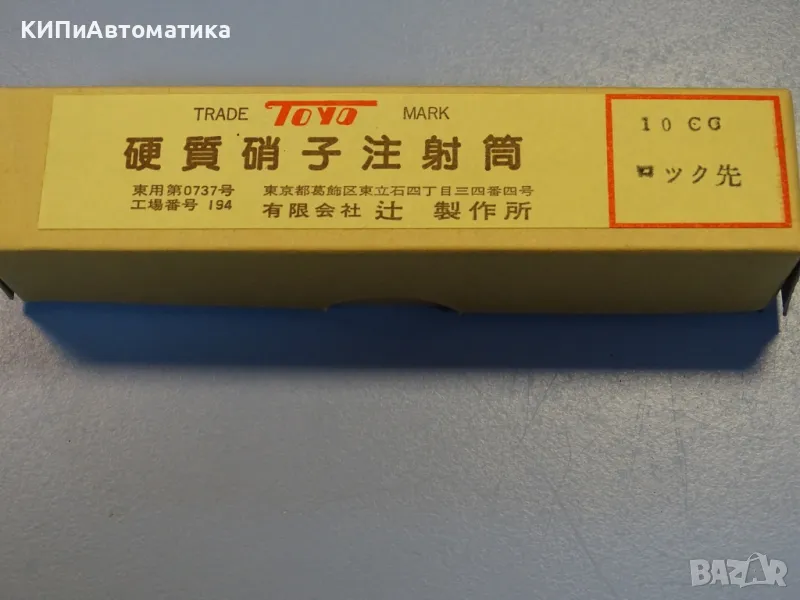 КИПиАвтоматика
TRADE TOYO MARK
硬質硝子注射筒
東用第0737号
工場番号 194
東京都葛飾区東立石四丁目三四番四号
有限会社 辻 製作所
10 CC
ロック先
BAZAR